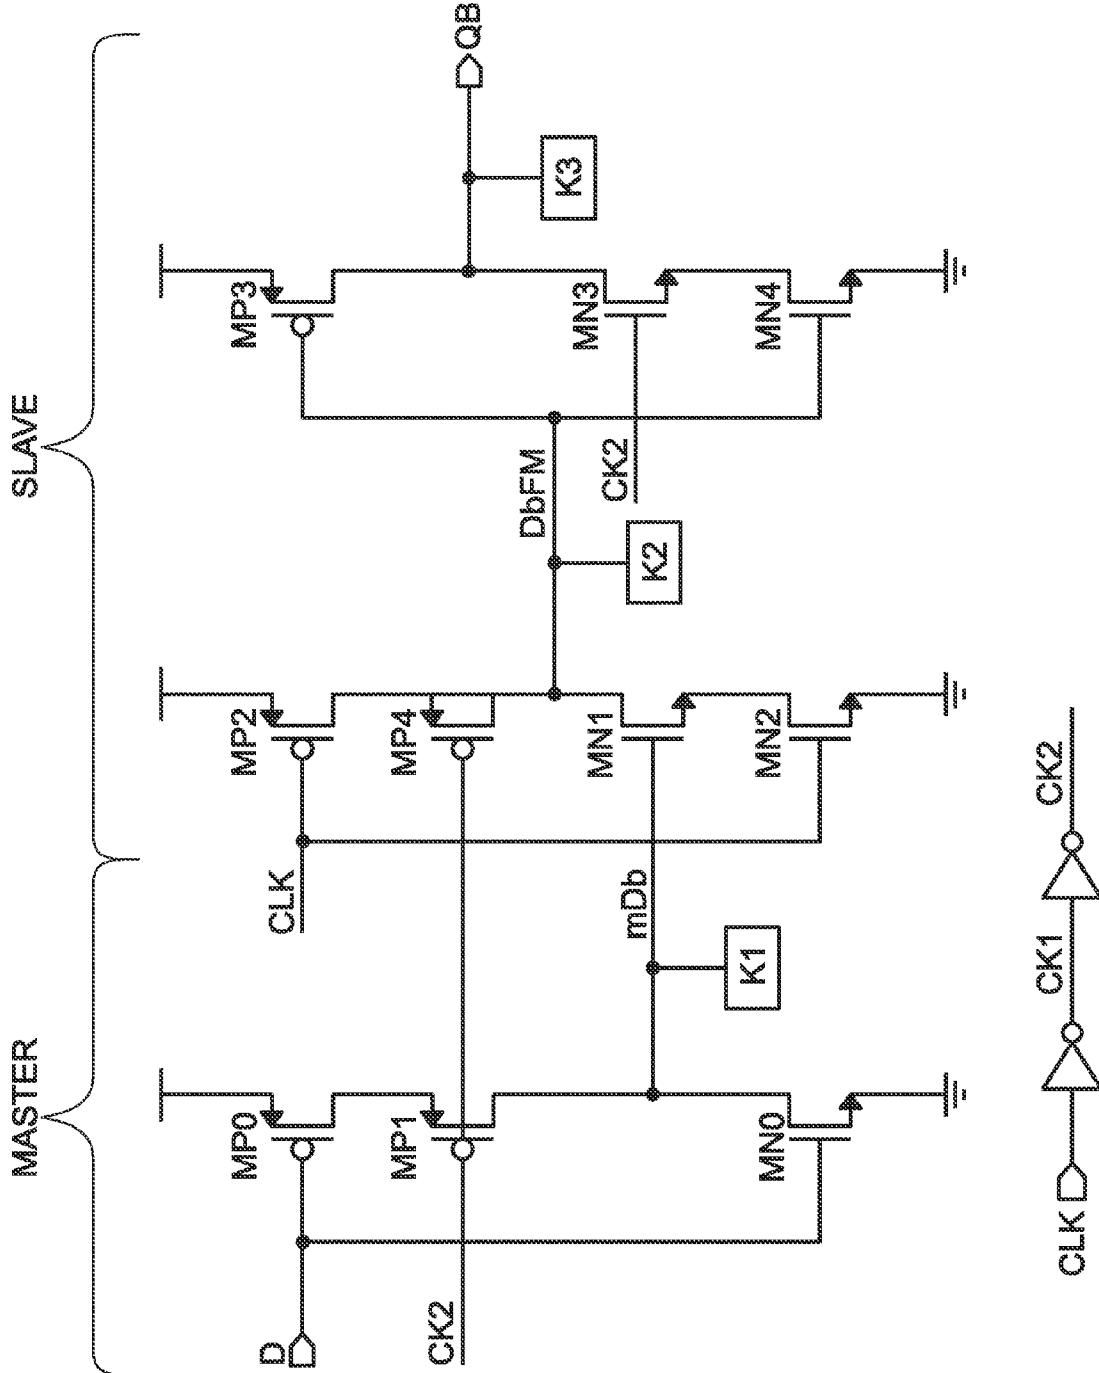 MASTER
SLAVE
D
CK2
MP0
MP1
MN0
mDb
K1
CLK
MP2
MP4
MN1
MN2
DbFM
K2
CK2
MP3
MN3
MN4
K3
QB
CLK
CK1
CK2